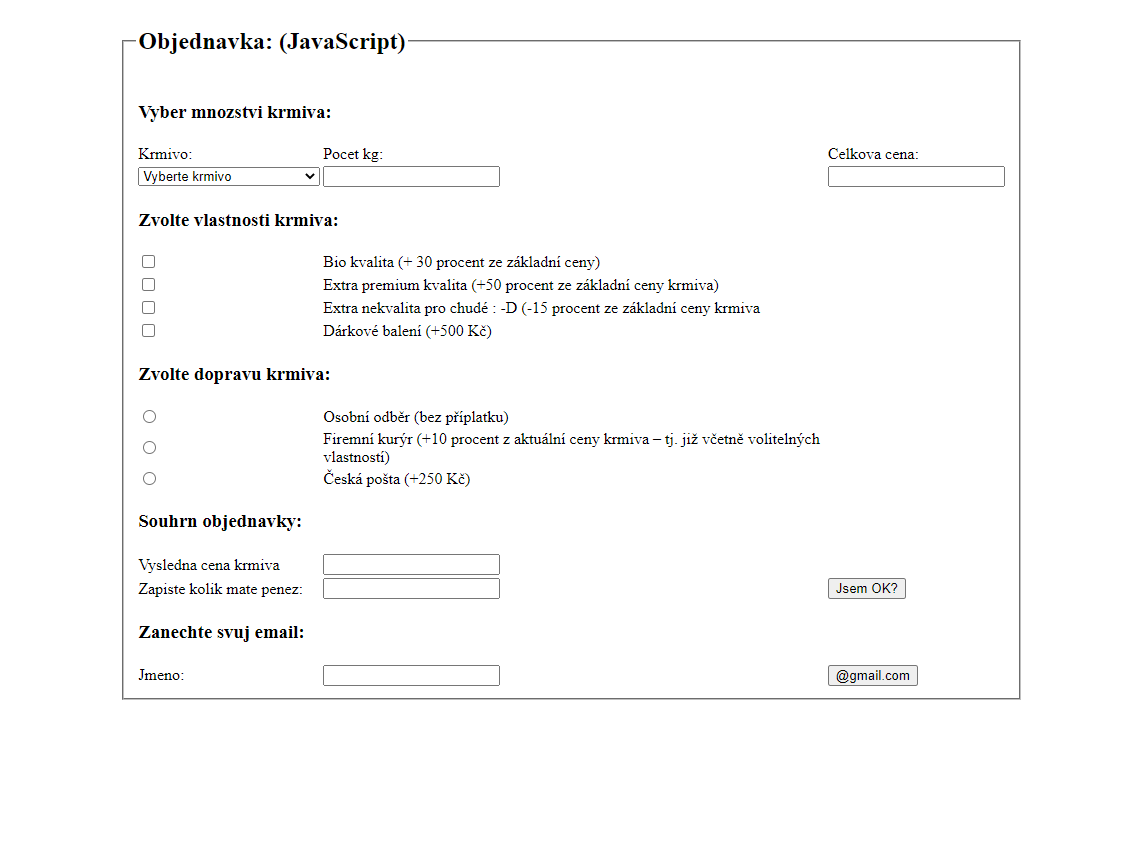 Objednavka: (JavaScript)
Vyber mnozstvi krmiva:
Krmivo: Pocet kg: Celkova cena:
Vyberte krmivo
Zvolte vlastnosti krmiva:
Bio kvalita (+ 30 procent ze základní ceny)
Extra premium kvalita (+50 procent ze základní ceny krmiva)
Extra nekvalita pro chudé : -D (-15 procent ze základní ceny krmiva
Dárkové balení (+500 Kč)
Zvolte dopravu krmiva:
Osobní odběr (bez příplatku)
Firemní kurýr (+10 procent z aktuální ceny krmiva – tj. již včetně volitelných
vlastností)
Česká pošta (+250 Kč)
Souhrn objednavky:
Vysledna cena krmiva
Zapiste kolik mate penez: Jsem OK?
Zanechte svuj email:
Jmeno: @gmail.com